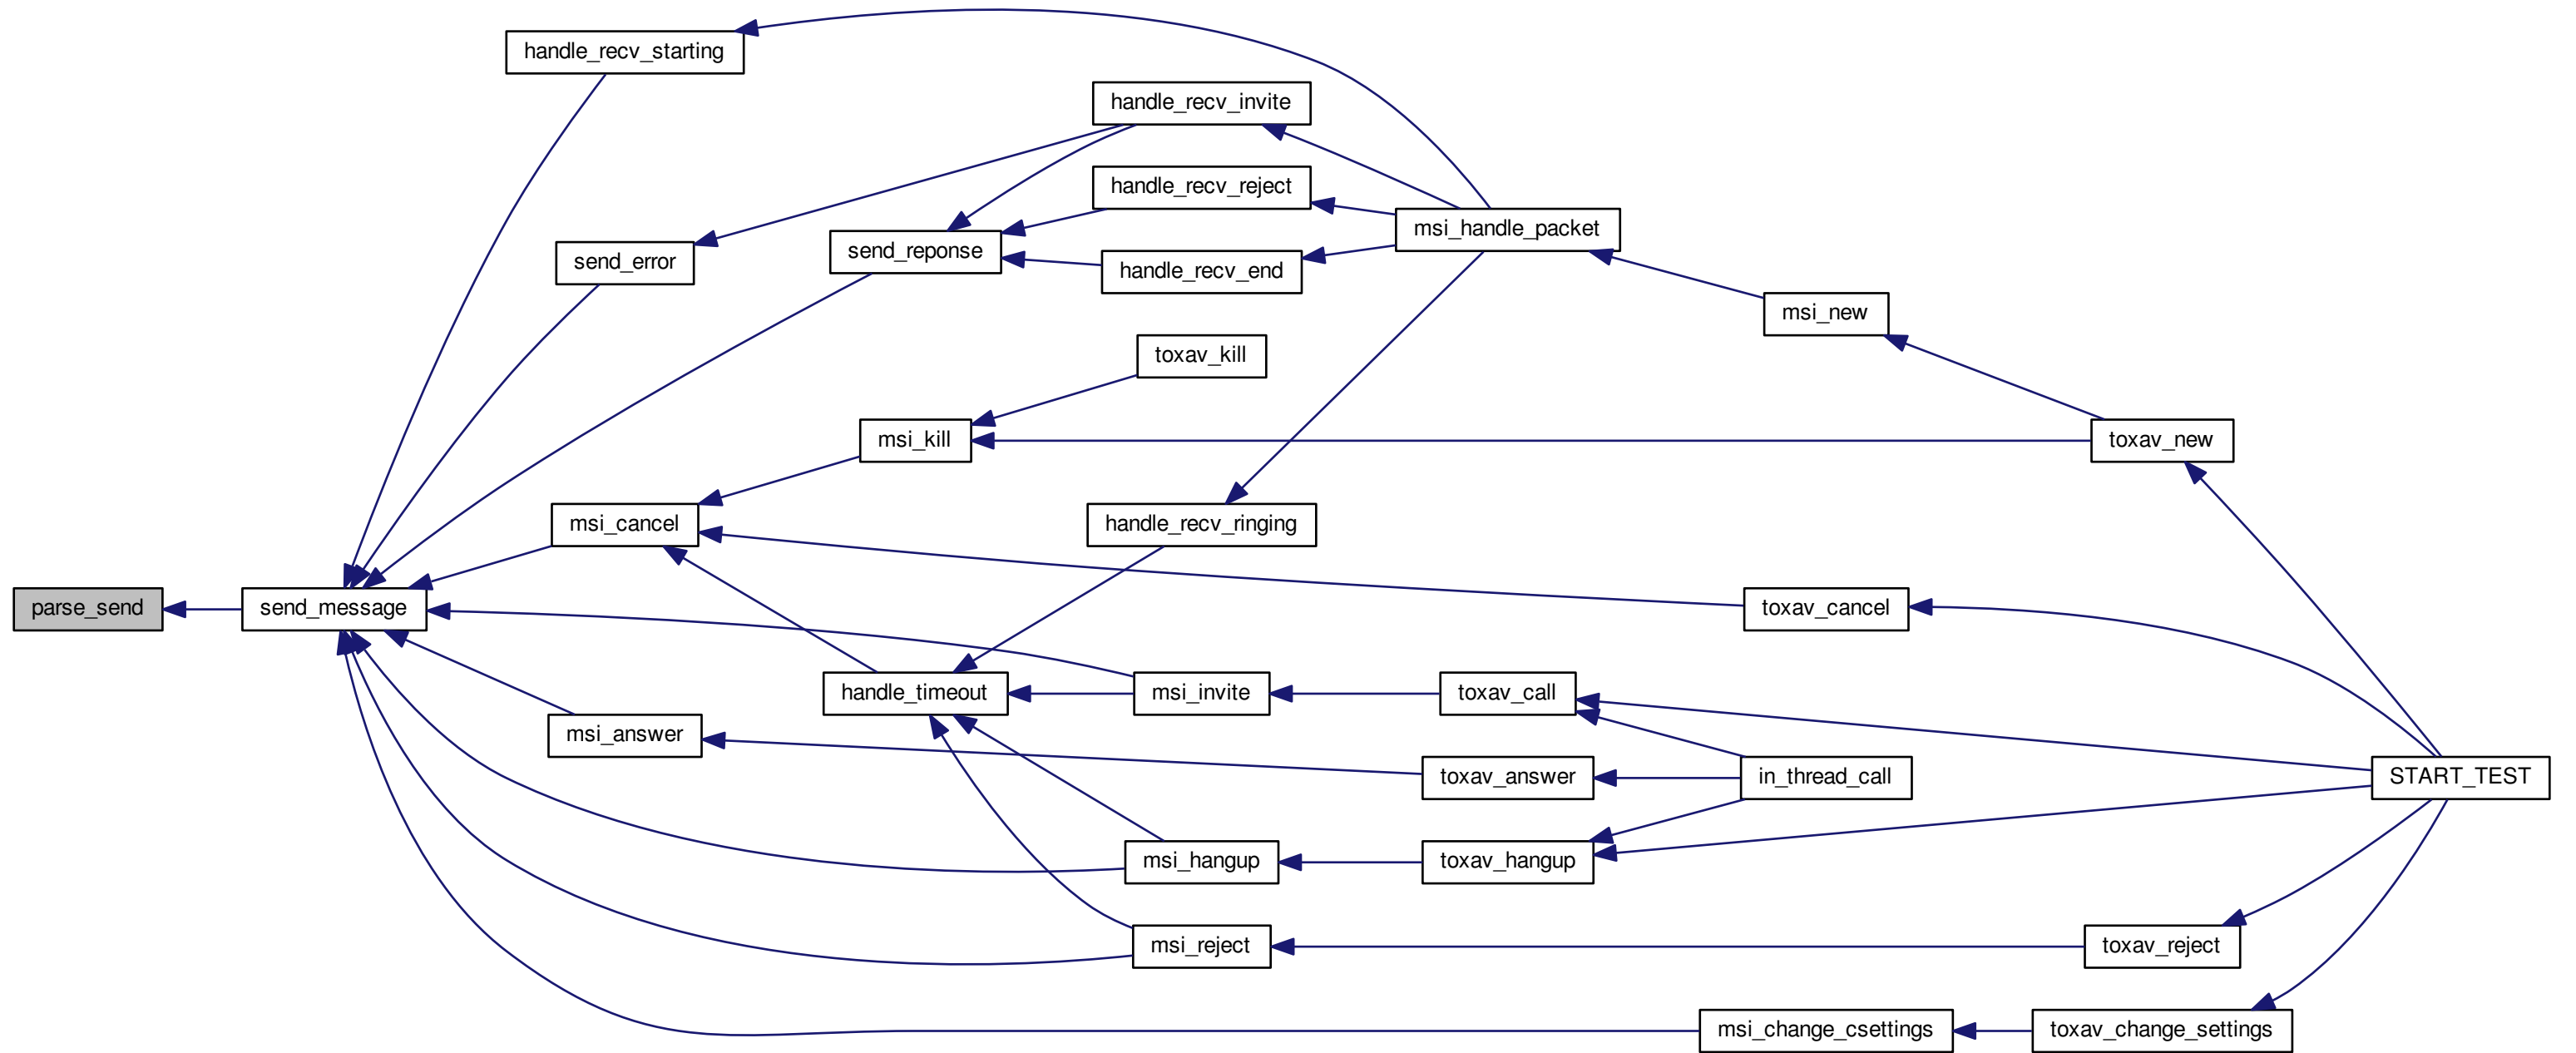 handle_recv_starting
handle_recv_invite
handle_recv_reject
msi_handle_packet
send_error
send_reponse
handle_recv_end
msi_new
toxav_kill
msi_kill
toxav_new
msi_cancel
handle_recv_ringing
parse_send
send_message
toxav_cancel
handle_timeout
msi_invite
toxav_call
msi_answer
toxav_answer
in_thread_call
START_TEST
msi_hangup
toxav_hangup
msi_reject
toxav_reject
msi_change_csettings
toxav_change_settings